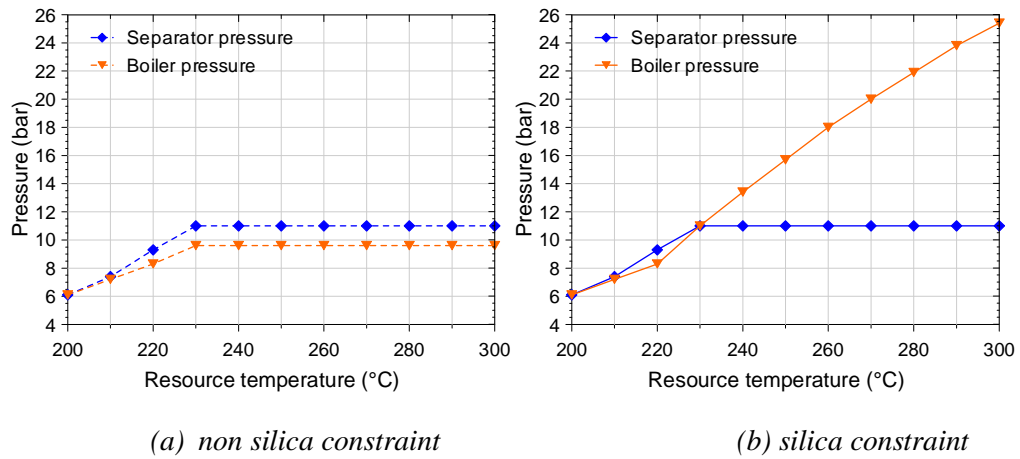 26
24
22
20
18
16
14
12
10
8
6
4
Pressure (bar)
Separator pressure
Boiler pressure
200 220 240 260 280 300
Resource temperature (°C)
(a) non silica constraint
26
24
22
20
18
16
14
12
10
8
6
4
Pressure (bar)
Separator pressure
Boiler pressure
200 220 240 260 280 300
Resource temperature (°C)
(b) silica constraint